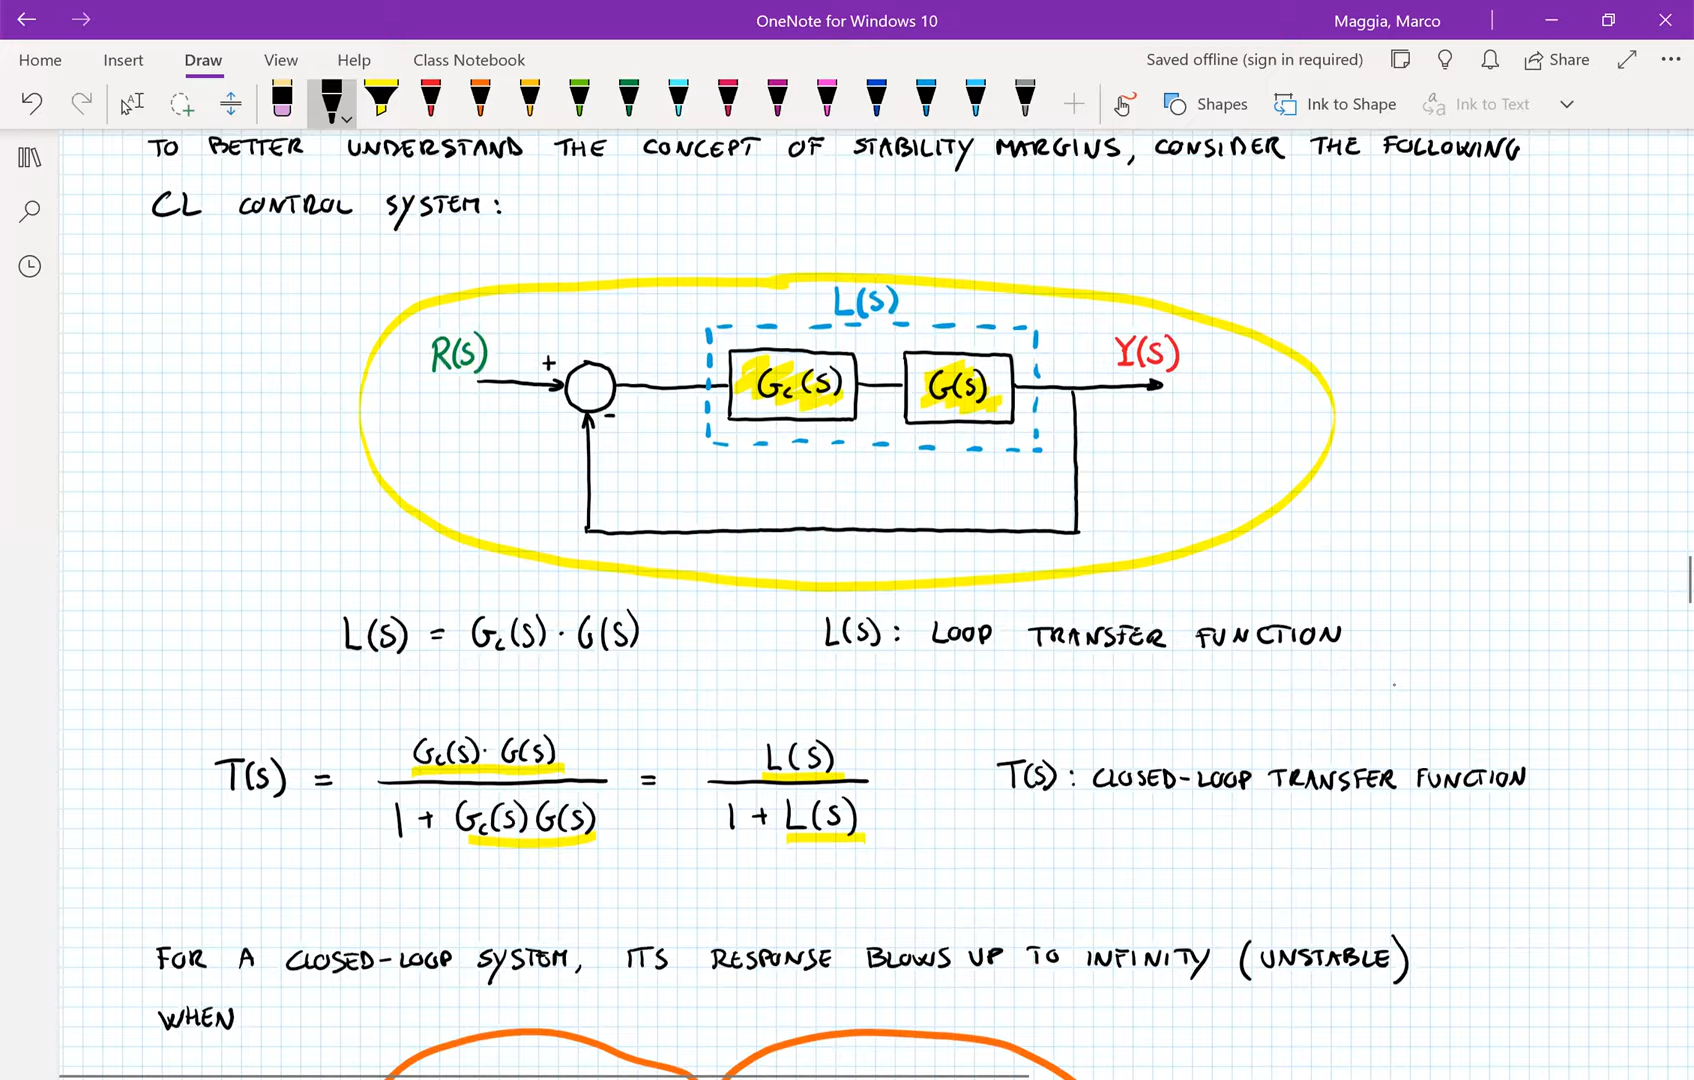 OneNote for Windows 10
Maggia, Marco
Home Insert Draw View Help Class Notebook
Saved offline (sign in required) Share
Shapes Ink to Shape Ink to Text
TO BETTER UNDERSTAND THE CONCEPT OF STABILITY MARGINS, CONSIDER THE FOLLOWING
CL CONTROL SYSTEM:
L(s)
R(s) + - Gc(s) G(s) Y(s)
L(s) = Gc(s) · G(s) L(s): LOOP TRANSFER FUNCTION
T(s) = Gc(s) · G(s) / 1 + Gc(s)G(s) = L(s) / 1 + L(s) T(s): CLOSED-LOOP TRANSFER FUNCTION
FOR A CLOSED-LOOP SYSTEM, ITS RESPONSE BLOWS UP TO INFINITY (UNSTABLE)
WHEN